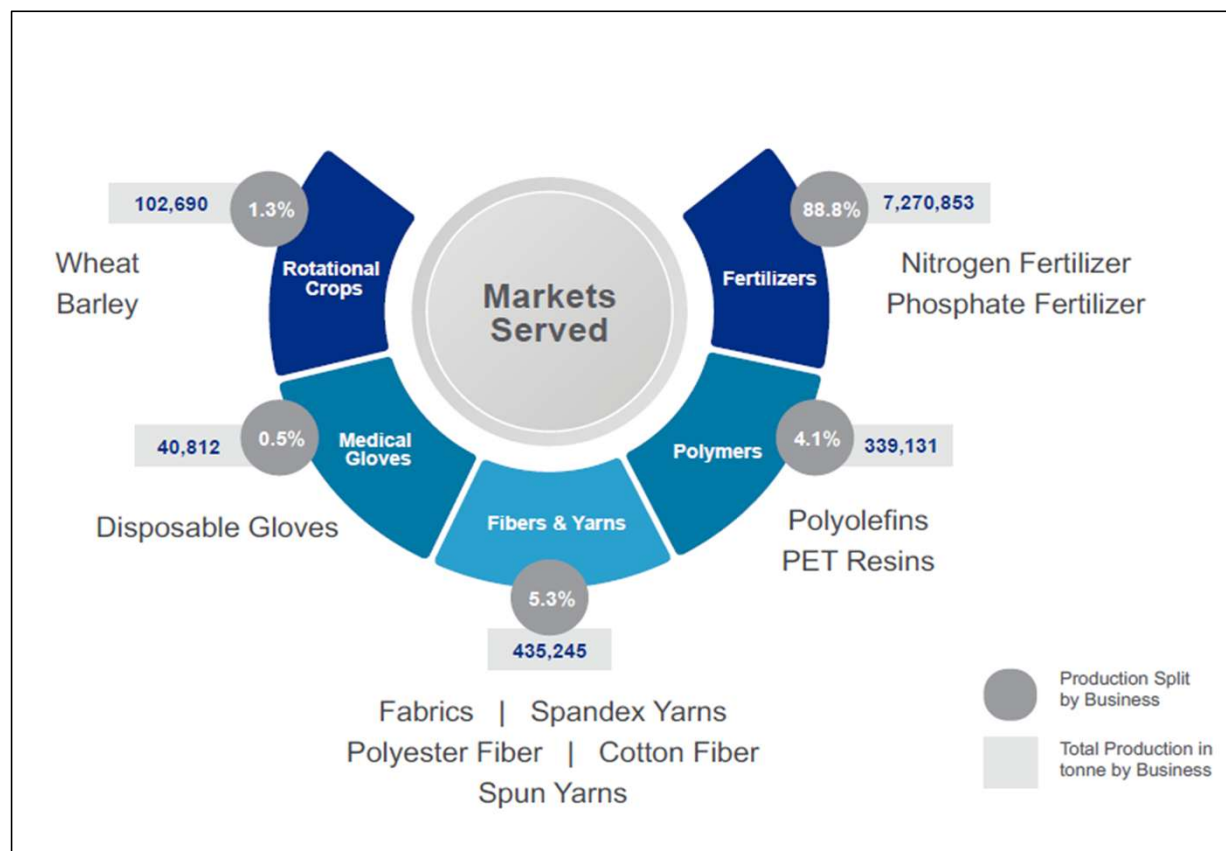 102,690
1.3%
Wheat
Barley
Rotational
Crops
Markets
Served
88.8%
7,270,853
Fertilizers
Nitrogen Fertilizer
Phosphate Fertilizer
40,812
0.5%
Medical
Gloves
Disposable Gloves
Polymers
4.1%
339,131
Polyolefins
PET Resins
Fibers & Yarns
5.3%
435,245
Fabrics | Spandex Yarns
Polyester Fiber | Cotton Fiber
Spun Yarns
Production Split
by Business
Total Production in
tonne by Business